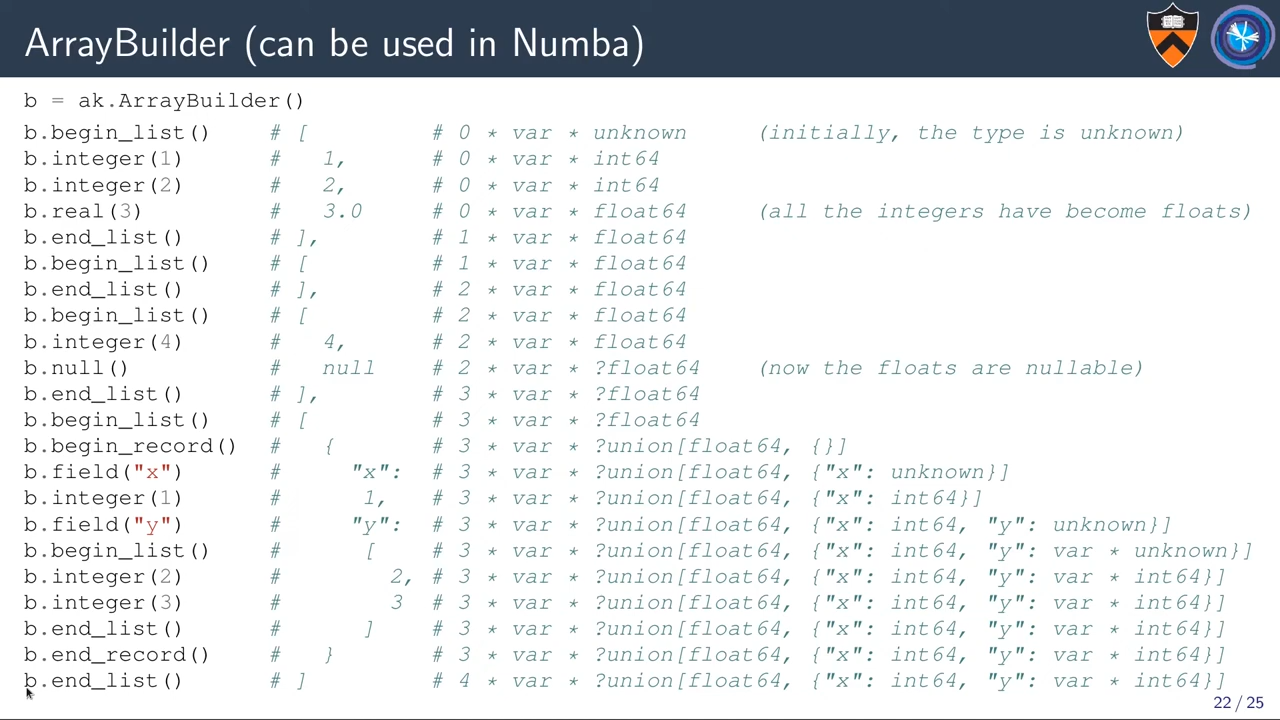 ArrayBuilder (can be used in Numba)
b = ak.ArrayBuilder()
b.begin_list() # [ # 0 * var * unknown (initially, the type is unknown)
b.integer(1) # 1, # 0 * var * int64
b.integer(2) # 2, # 0 * var * int64
b.real(3) # 3.0 # 0 * var * float64 (all the integers have become floats)
b.end_list() # ], # 1 * var * float64
b.begin_list() # [ # 1 * var * float64
b.end_list() # ], # 2 * var * float64
b.begin_list() # [ # 2 * var * float64
b.integer(4) # 4, # 2 * var * float64
b.null() # null # 2 * var * ?float64 (now the floats are nullable)
b.end_list() # ], # 3 * var * ?float64
b.begin_list() # [ # 3 * var * ?float64
b.begin_record() # { # 3 * var * ?union[float64, {}]
b.field("x") # "x": # 3 * var * ?union[float64, {"x": unknown}]
b.integer(1) # 1, # 3 * var * ?union[float64, {"x": int64}]
b.field("y") # "y": # 3 * var * ?union[float64, {"x": int64, "y": unknown}]
b.begin_list() # [ # 3 * var * ?union[float64, {"x": int64, "y": var * unknown}]
b.integer(2) # 2, # 3 * var * ?union[float64, {"x": int64, "y": var * int64}]
b.integer(3) # 3 # 3 * var * ?union[float64, {"x": int64, "y": var * int64}]
b.end_list() # ] # 3 * var * ?union[float64, {"x": int64, "y": var * int64}]
b.end_record() # } # 3 * var * ?union[float64, {"x": int64, "y": var * int64}]
b.end_list() # ] # 4 * var * ?union[float64, {"x": int64, "y": var * int64}]
22 / 25